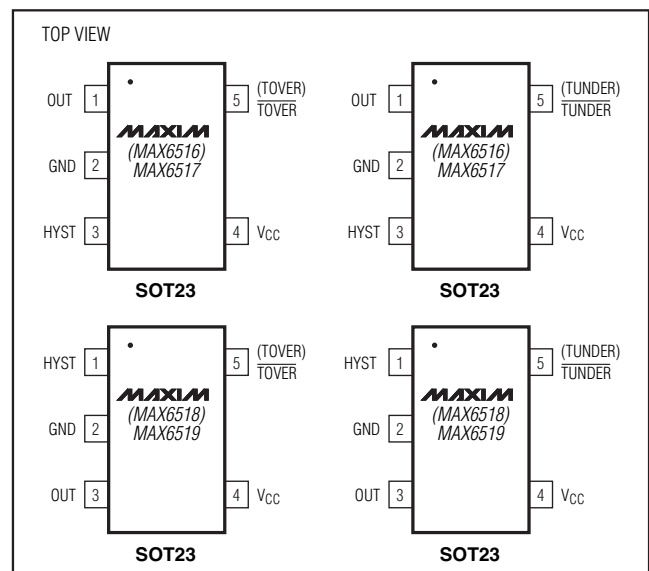 TOP VIEW
OUT 1
5 (TOVER)
TOVER
MAXIM
(MAX6516)
MAX6517
GND 2
HYST 3
4 VCC
SOT23
OUT 1
5 (TUNDER)
TUNDER
MAXIM
(MAX6516)
MAX6517
GND 2
HYST 3
4 VCC
SOT23
HYST 1
5 (TOVER)
TOVER
MAXIM
(MAX6518)
MAX6519
GND 2
OUT 3
4 VCC
SOT23
HYST 1
5 (TUNDER)
TUNDER
MAXIM
(MAX6518)
MAX6519
GND 2
OUT 3
4 VCC
SOT23